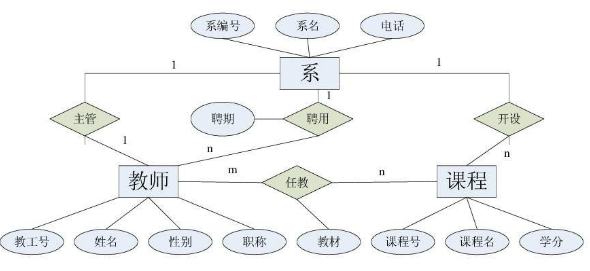 系编号 系名 电话
1 系 1
主管 聘期 1 聘用 开设
1 n n
教师 m 任教 n 课程
教工号 姓名 性别 职称 教材 课程号 课程名 学分